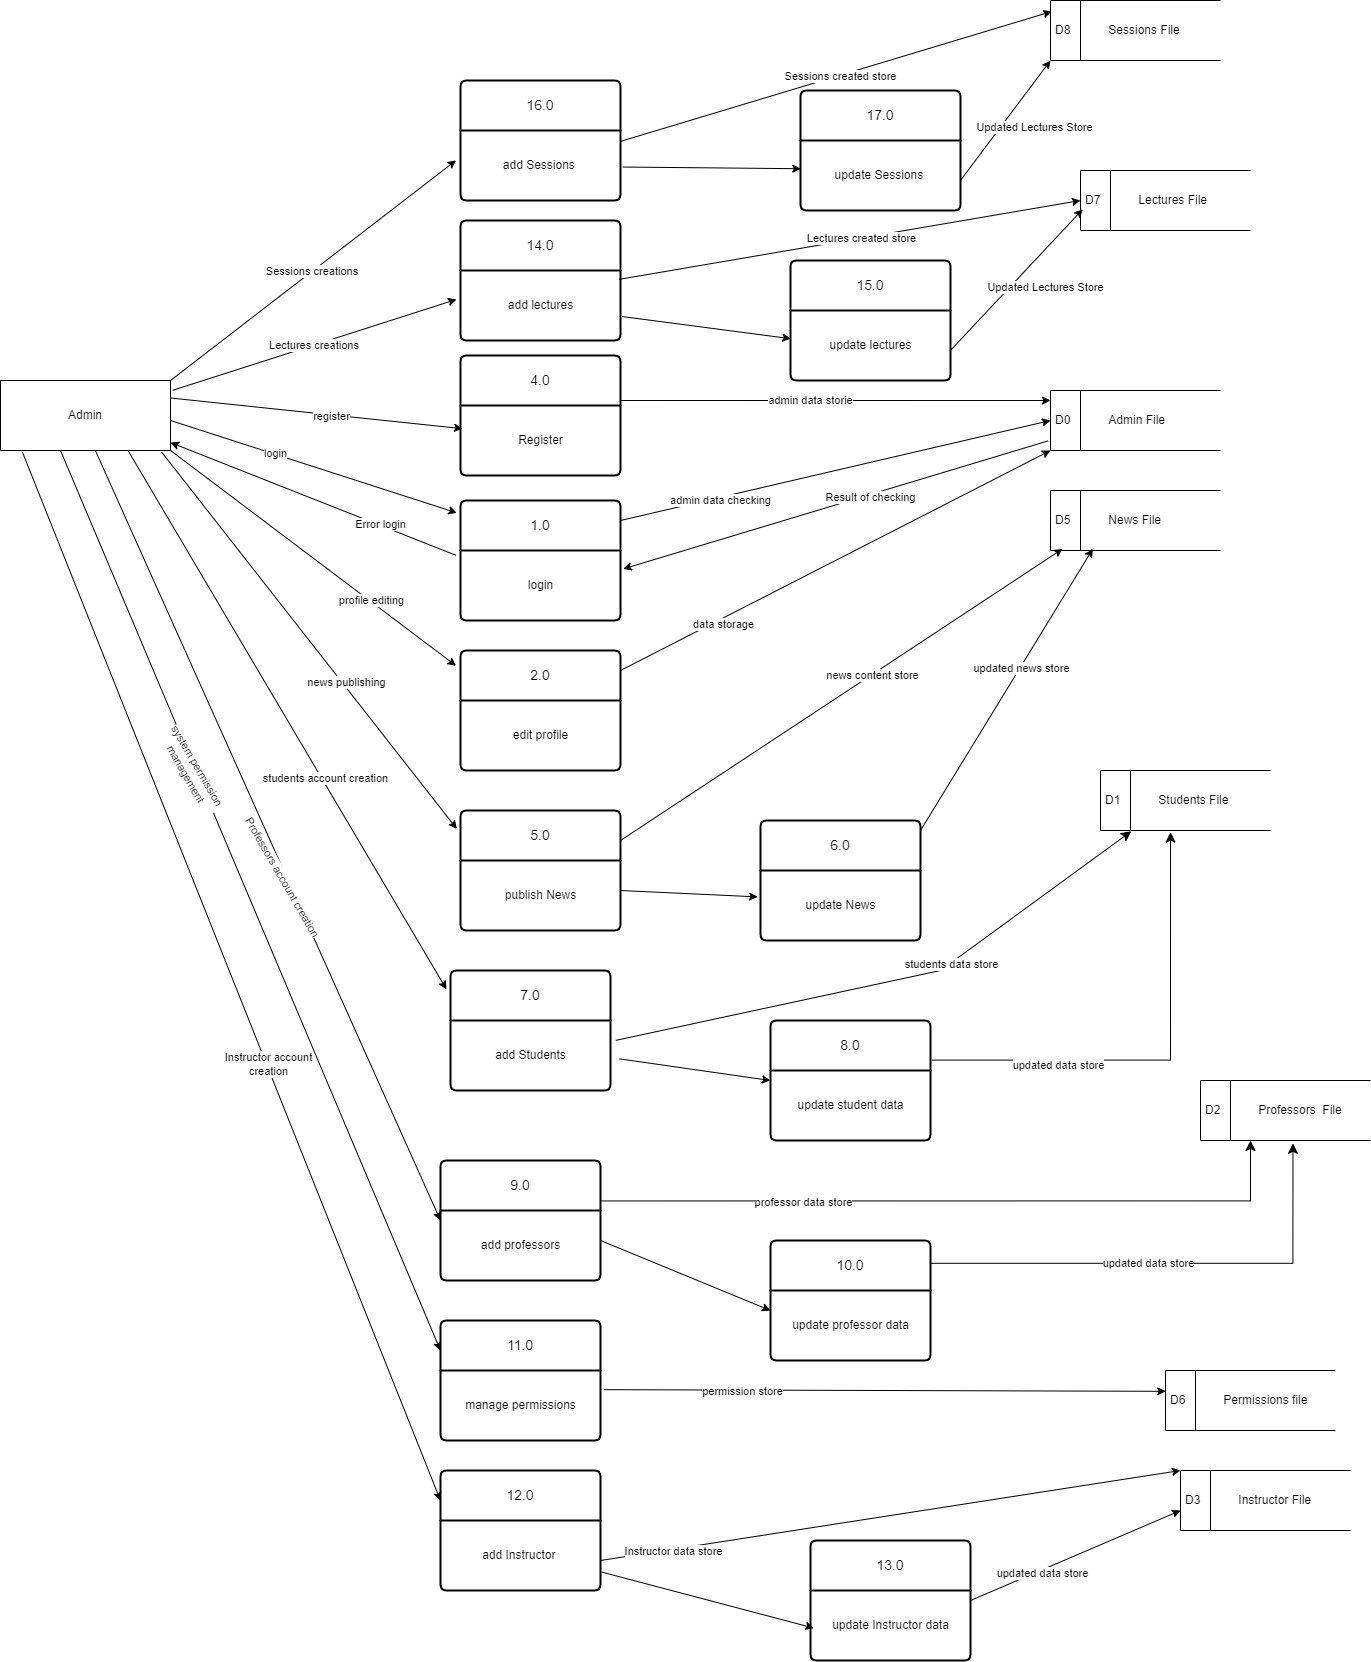 D8
Sessions File
Sessions created store
16.0
add Sessions
17.0
update Sessions
Updated Lectures Store
D7
Lectures File
14.0
add lectures
Lectures created store
15.0
update lectures
Updated Lectures Store
Sessions creations
Lectures creations
Admin
register
4.0
Register
admin data storie
D0
Admin File
login
Error login
1.0
login
admin data checking
Result of checking
D5
News File
profile editing
2.0
edit profile
data storage
news publishing
news content store
updated news store
system permission
management
students account creation
Professors account creation
5.0
publish News
6.0
update News
D1
Students File
7.0
add Students
students data store
8.0
update student data
updated data store
Instructor account
creation
D2
Professors  File
9.0
add professors
professor data store
10.0
update professor data
updated data store
11.0
manage permissions
permission store
D6
Permissions file
12.0
add Instructor
Instructor data store
D3
Instructor File
13.0
update Instructor data
updated data store